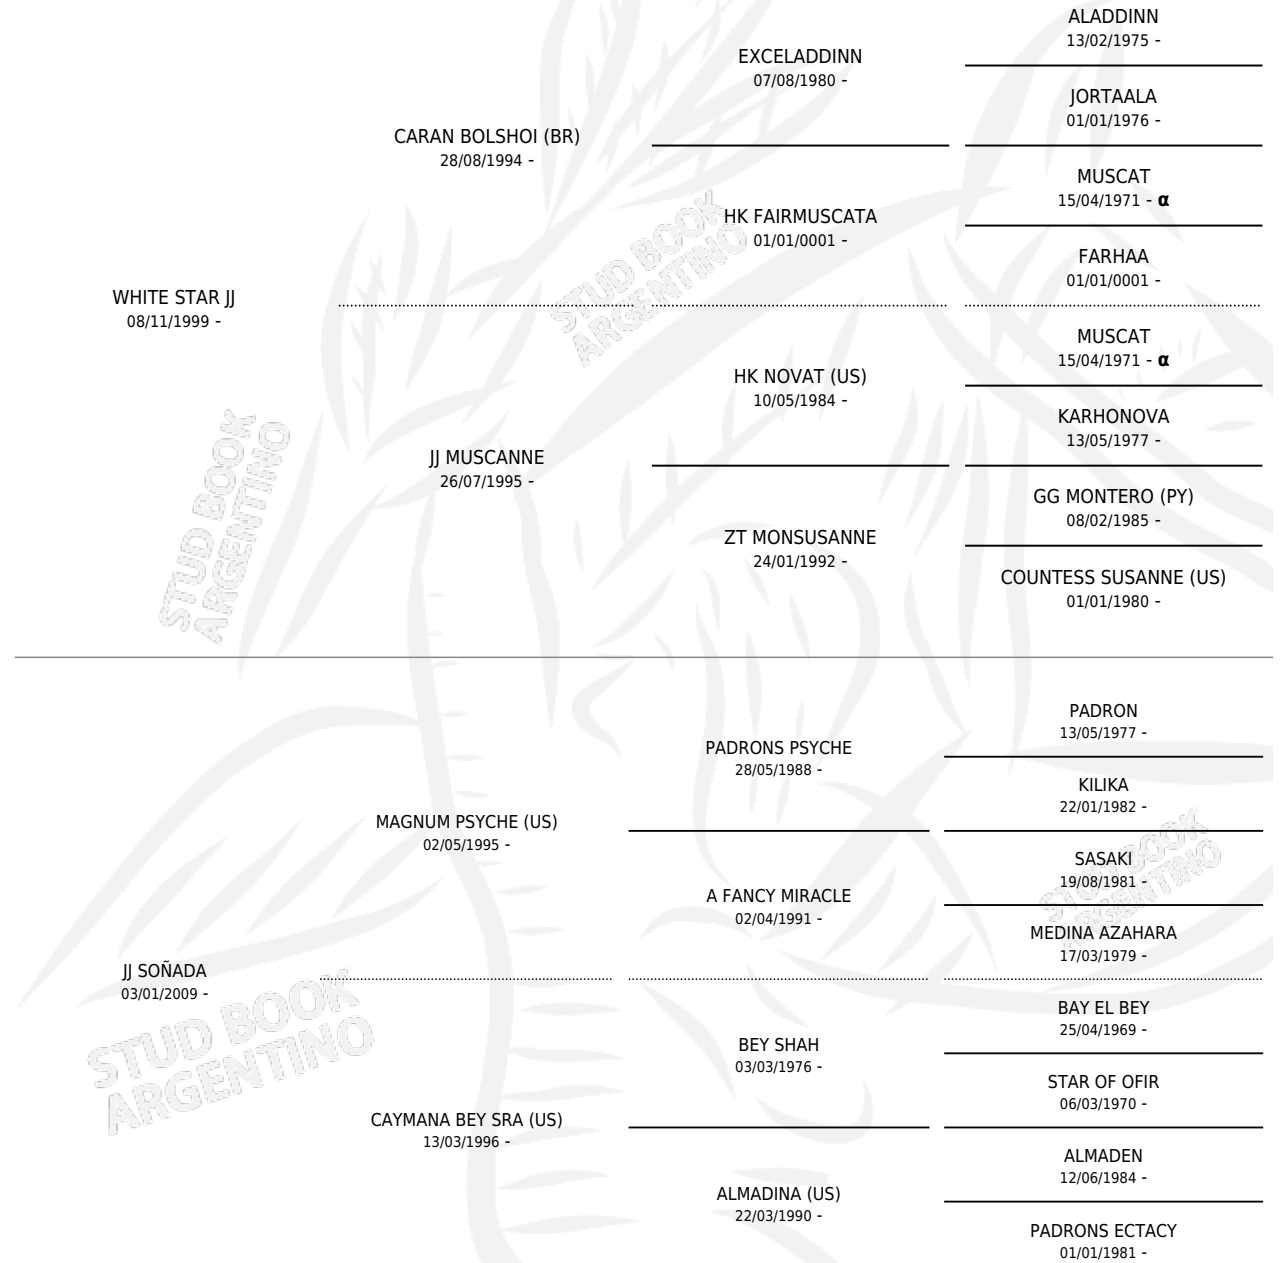 ALADDINN
13/02/1975 -
EXCELADDINN
07/08/1980 -
JORTAALA
01/01/1976 -
CARAN BOLSHOI (BR)
28/08/1994 -
MUSCAT
15/04/1971 - α
HK FAIRMUSCATA
01/01/0001 -
FARHAA
01/01/0001 -
WHITE STAR JJ
08/11/1999 -
MUSCAT
15/04/1971 - α
HK NOVAT (US)
10/05/1984 -
KARHONOVA
13/05/1977 -
JJ MUSCANNE
26/07/1995 -
GG MONTERO (PY)
08/02/1985 -
ZT MONSUSANNE
24/01/1992 -
COUNTESS SUSANNE (US)
01/01/1980 -
PADRON
13/05/1977 -
PADRONS PSYCHE
28/05/1988 -
KILIKA
22/01/1982 -
MAGNUM PSYCHE (US)
02/05/1995 -
SASAKI
19/08/1981 -
A FANCY MIRACLE
02/04/1991 -
MEDINA AZAHARA
17/03/1979 -
JJ SOÑADA
03/01/2009 -
BAY EL BEY
25/04/1969 -
BEY SHAH
03/03/1976 -
STAR OF OFIR
06/03/1970 -
CAYMANA BEY SRA (US)
13/03/1996 -
ALMADEN
12/06/1984 -
ALMADINA (US)
22/03/1990 -
PADRONS ECTACY
01/01/1981 -
STUD BOOK
ARGENTINO
STUD BOOK
ARGENTINO
STUD BOOK
ARGENTINO
STUD BOOK
ARGENTINO